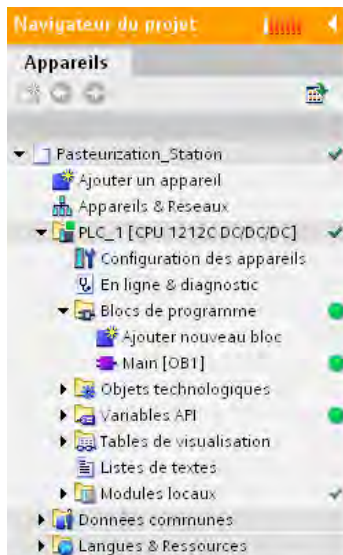 Navigateur du projet
Appareils
Pasteurization_Station
Ajouter un appareil
Appareils & Reseaux
PLC_1 [CPU 1212C DC/DC/DC]
Configuration des appareils
En ligne & diagnostic
Blocs de programme
Ajouter nouveau bloc
Main [OB1]
Objets technologiques
Variables API
Tables de visualisation
Listes de textes
Modules locaux
Donnees communes
Langues & Ressources